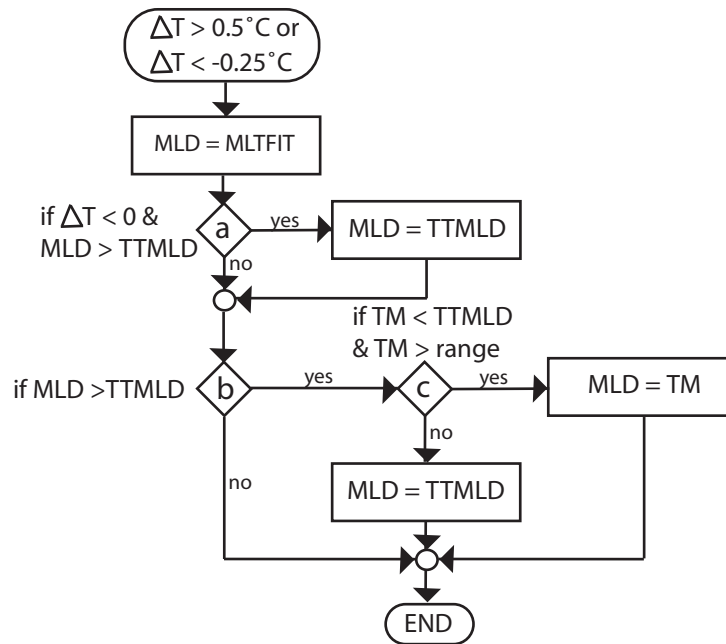 ΔT > 0.5˚C or
ΔT < -0.25˚C
MLD = MLTFIT
if ΔT < 0 &
MLD > TTMLD
a
yes
MLD = TTMLD
no
if TM < TTMLD
& TM > range
if MLD >TTMLD
b
yes
c
yes
MLD = TM
no
no
MLD = TTMLD
END